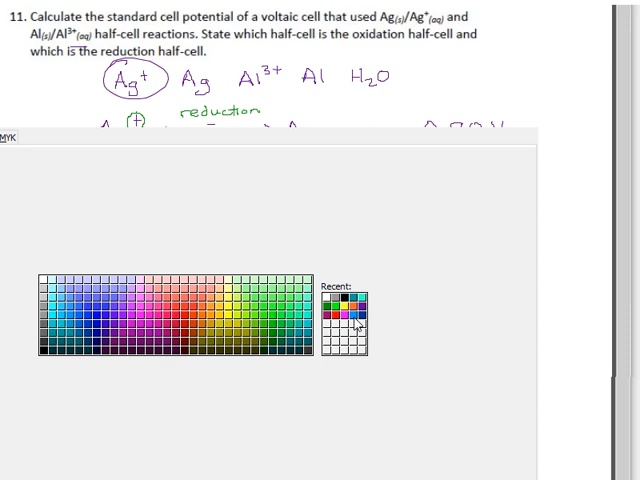 11. Calculate the standard cell potential of a voltaic cell that used Ag(s)/Ag⁺(aq) and
Al(s)/Al³⁺(aq) half-cell reactions. State which half-cell is the oxidation half-cell and
which is the reduction half-cell.
Ag⁺ Ag Al³⁺ Al H₂O
+ reduction
MYK
Recent: